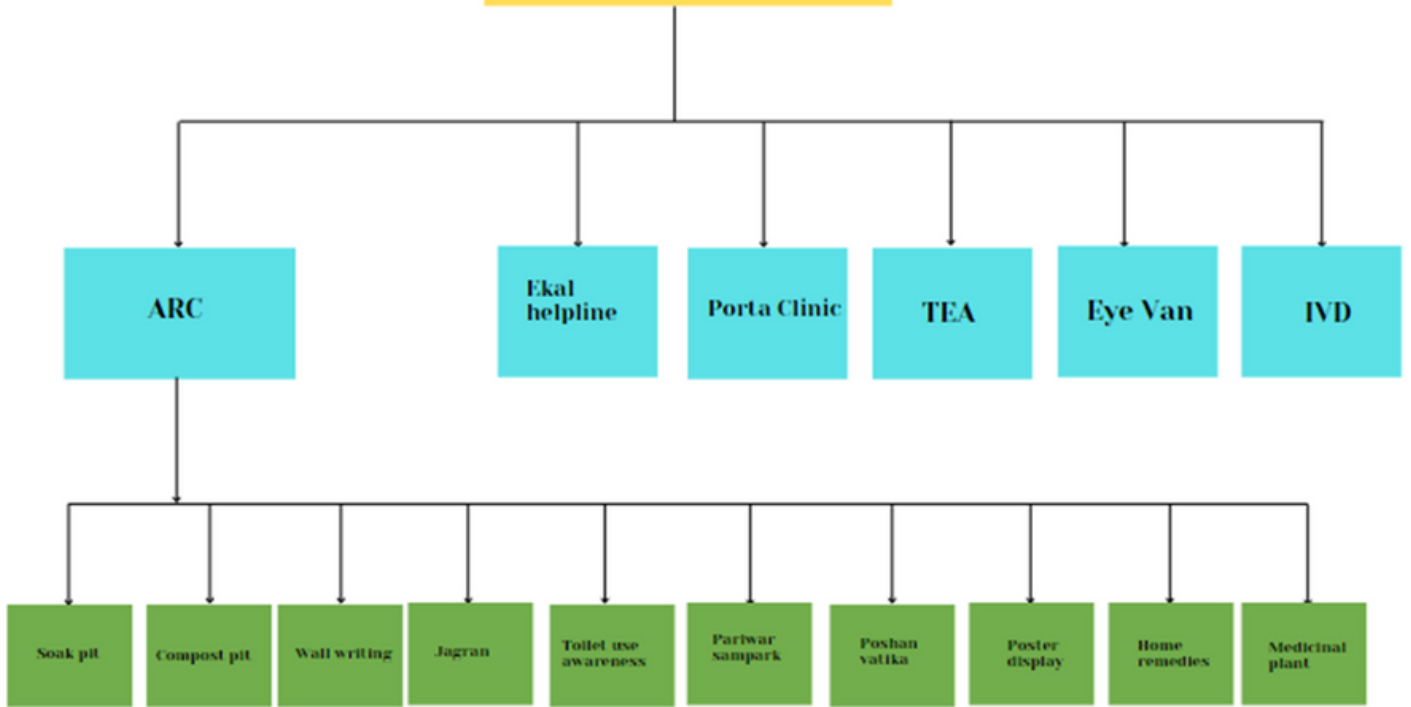 ARC
Ekal
helpline
Porta Clinic
TEA
Eye Van
IVD
Soak pit
Compost pit
Wall writing
Jagran
Toilet use
awareness
Pariwar
sampark
Poshan
vatika
Poster
display
Home
remedies
Medicinal
plant